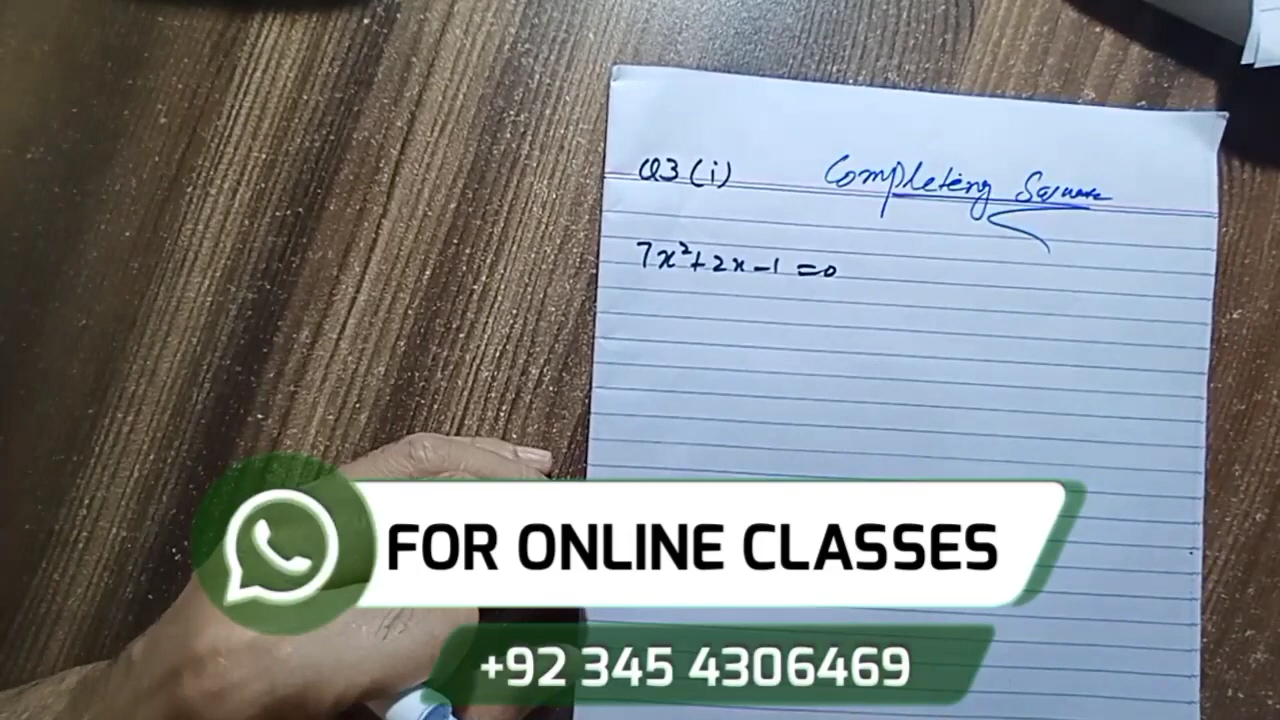 Q3 (i) Completing Square
7x²+2x-1=0
FOR ONLINE CLASSES
+92 345 4306469